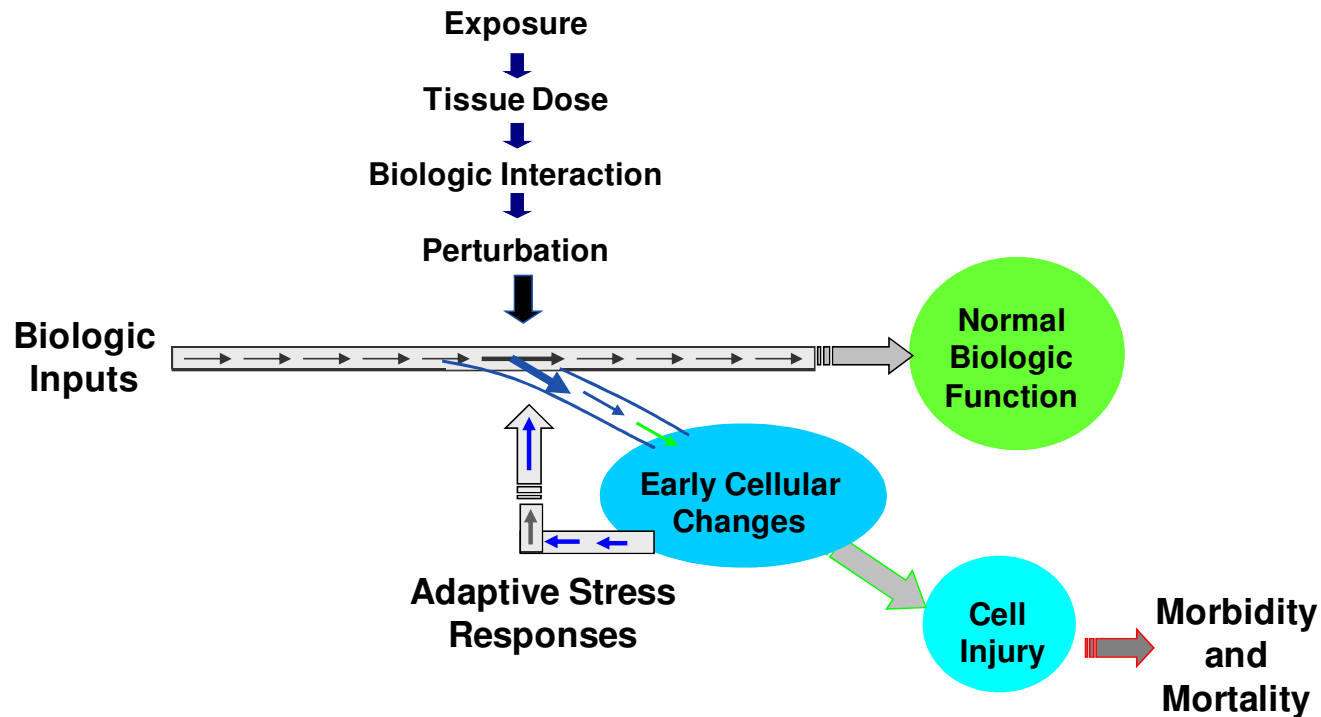 Exposure
Tissue Dose
Biologic Interaction
Perturbation
Biologic
Inputs
Normal
Biologic
Function
Early Cellular
Changes
Adaptive Stress
Responses
Cell
Injury
Morbidity
and
Mortality